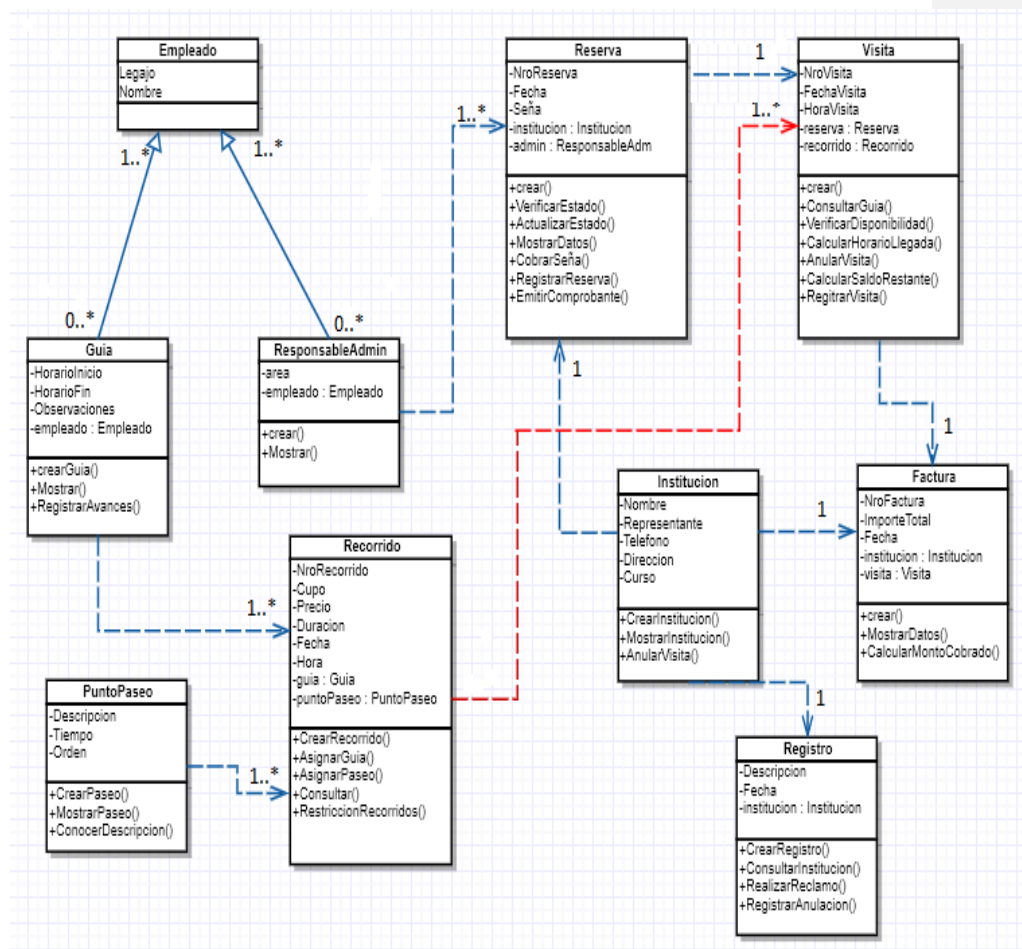 Empleado
Legajo
Nombre
1..*
1..*
0..*
0..*
Guia
-HorarioInicio
-HorarioFin
-Observaciones
-empleado : Empleado
+crearGuia()
+Mostrar()
+RegistrarAvances()
ResponsableAdmin
-area
-empleado : Empleado
+crear()
+Mostrar()
1..*
Reserva
-NroReserva
-Fecha
-Seña
-institucion : Institucion
-admin : ResponsableAdm
+crear()
+VerificarEstado()
+ActualizarEstado()
+MostrarDatos()
+CobrarSeña()
+RegistrarReserva()
+EmitirComprobante()
1
1..*
Visita
-NroVisita
-FechaVisita
-HoraVisita
-reserva : Reserva
-recorrido : Recorrido
+crear()
+ConsultarGuia()
+VerificarDisponibilidad()
+CalcularHorarioLlegada()
+AnularVisita()
+CalcularSaldoRestante()
+RegitrarVisita()
1
1
Institucion
-Nombre
-Representante
-Telefono
-Direccion
-Curso
+CrearInstitucion()
+MostrarInstitucion()
+AnularVisita()
1
Factura
-NroFactura
-ImporteTotal
-Fecha
-institucion : Institucion
-visita : Visita
+crear()
+MostrarDatos()
+CalcularMontoCobrado()
1..*
Recorrido
-NroRecorrido
-Cupo
-Precio
-Duracion
-Fecha
-Hora
-guia : Guia
-puntoPaseo : PuntoPaseo
+CrearRecorrido()
+AsignarGuia()
+AsignarPaseo()
+Consultar()
+RestriccionRecorridos()
PuntoPaseo
-Descripcion
-Tiempo
-Orden
+CrearPaseo()
+MostrarPaseo()
+ConocerDescripcion()
1..*
1
Registro
-Descripcion
-Fecha
-institucion : Institucion
+CrearRegistro()
+ConsultarInstitucion()
+RealizarReclamo()
+RegistrarAnulacion()